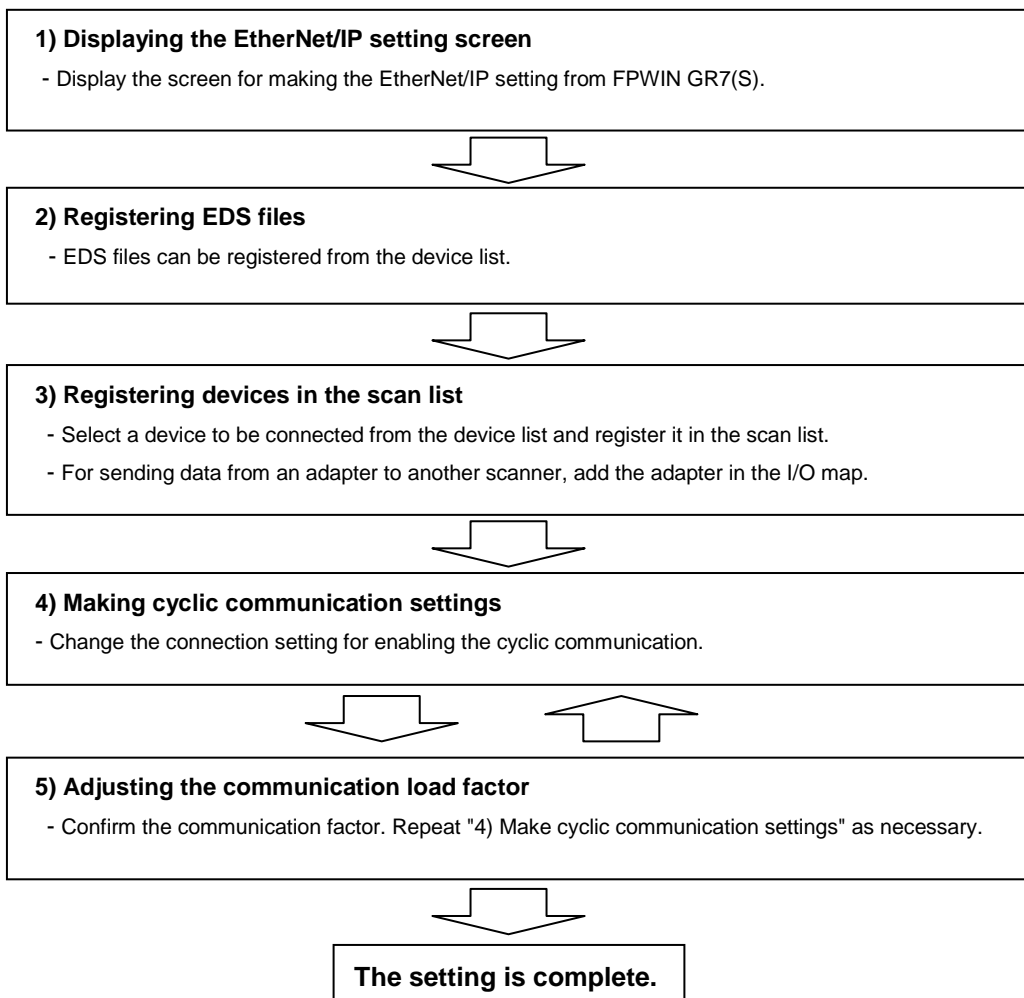 1) Displaying the EtherNet/IP setting screen
- Display the screen for making the EtherNet/IP setting from FPWIN GR7(S).
2) Registering EDS files
- EDS files can be registered from the device list.
3) Registering devices in the scan list
- Select a device to be connected from the device list and register it in the scan list.
- For sending data from an adapter to another scanner, add the adapter in the I/O map.
4) Making cyclic communication settings
- Change the connection setting for enabling the cyclic communication.
5) Adjusting the communication load factor
- Confirm the communication factor. Repeat "4) Make cyclic communication settings" as necessary.
The setting is complete.